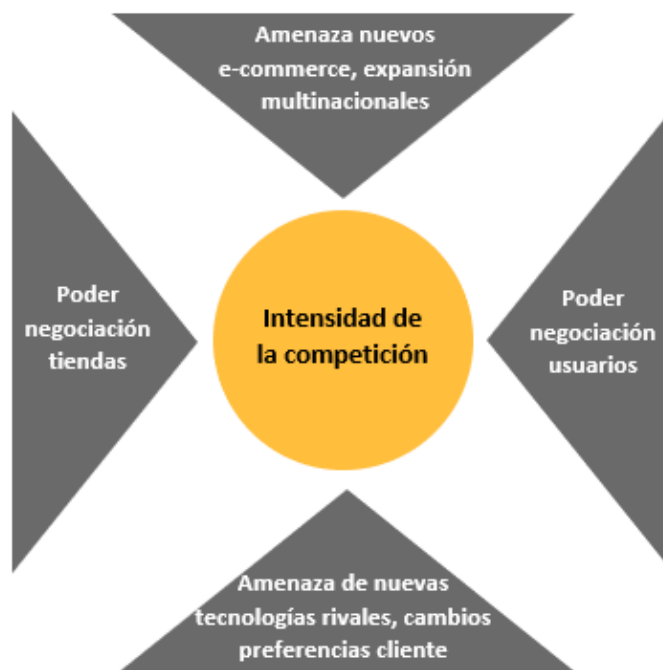 Amenaza nuevos
e-commerce, expansión
multinacionales
Poder
negociación
tiendas
Intensidad de
la competición
Poder
negociación
usuarios
Amenaza de nuevas
tecnologías rivales, cambios
preferencias cliente